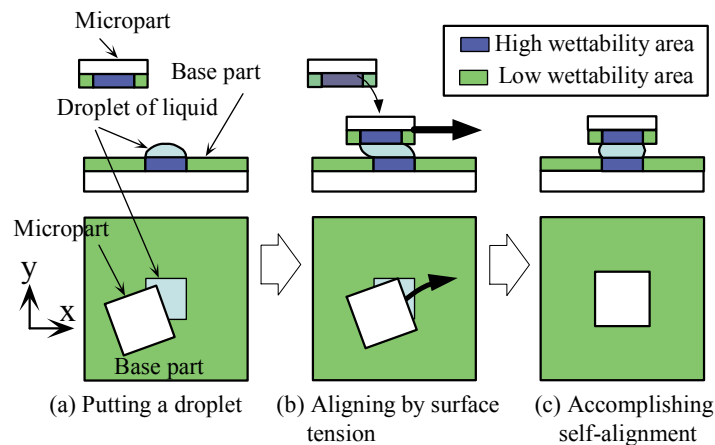 Micropart
Base part
Droplet of liquid
High wettability area
Low wettability area
Micropart
y
x
Base part
(a) Putting a droplet
(b) Aligning by surface
tension
(c) Accomplishing
self-alignment